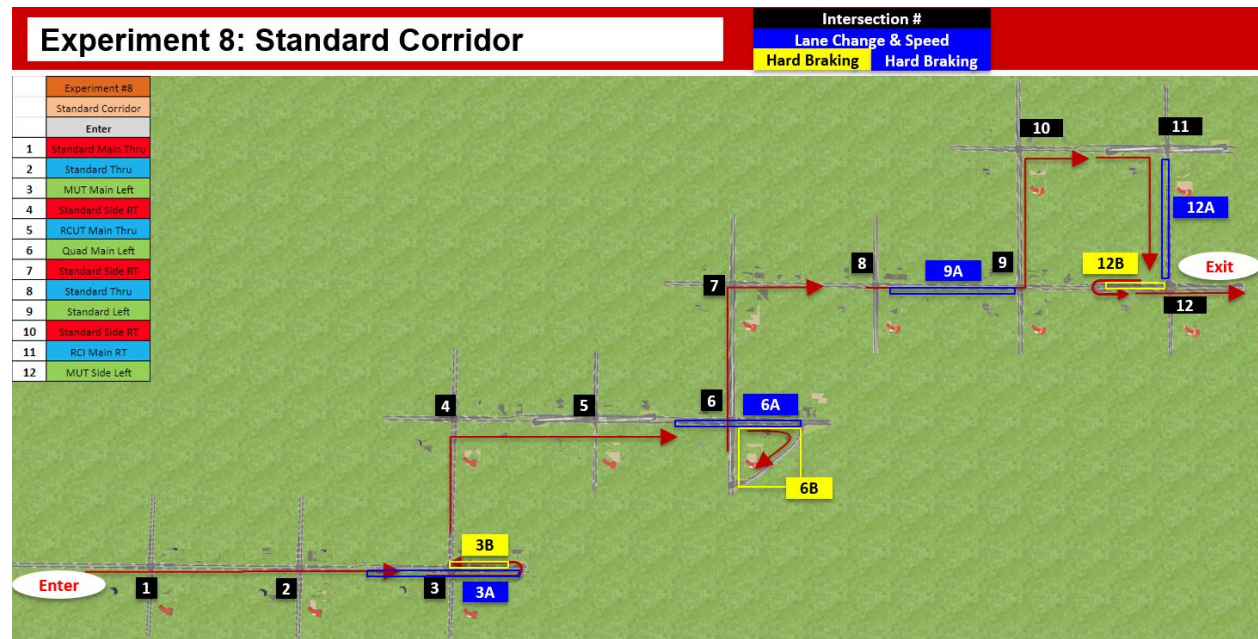 Experiment 8: Standard Corridor
Intersection #
Lane Change & Speed
Hard Braking Hard Braking
Experiment #8
Standard Corridor
Enter
1 Standard Main Thru
2 Standard Thru
3 MUT Main Left
4 Standard Side RT
5 RCUT Main Thru
6 Quad Main Left
7 Standard Side RT
8 Standard Thru
9 Standard Left
10 Standard Side RT
11 RCI Main RT
12 MUT Side Left
10
11
12A
8
9A
9
12B
Exit
7
12
4
5
6
6A
6B
3B
Enter
1
2
3
3A